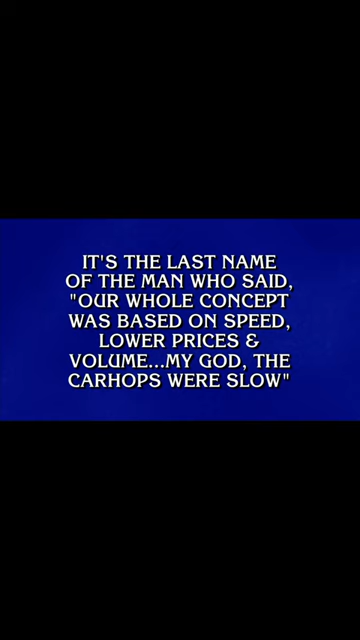 IT'S THE LAST NAME
OF THE MAN WHO SAID,
"OUR WHOLE CONCEPT
WAS BASED ON SPEED,
LOWER PRICES &
VOLUME...MY GOD, THE
CARHOPS WERE SLOW"